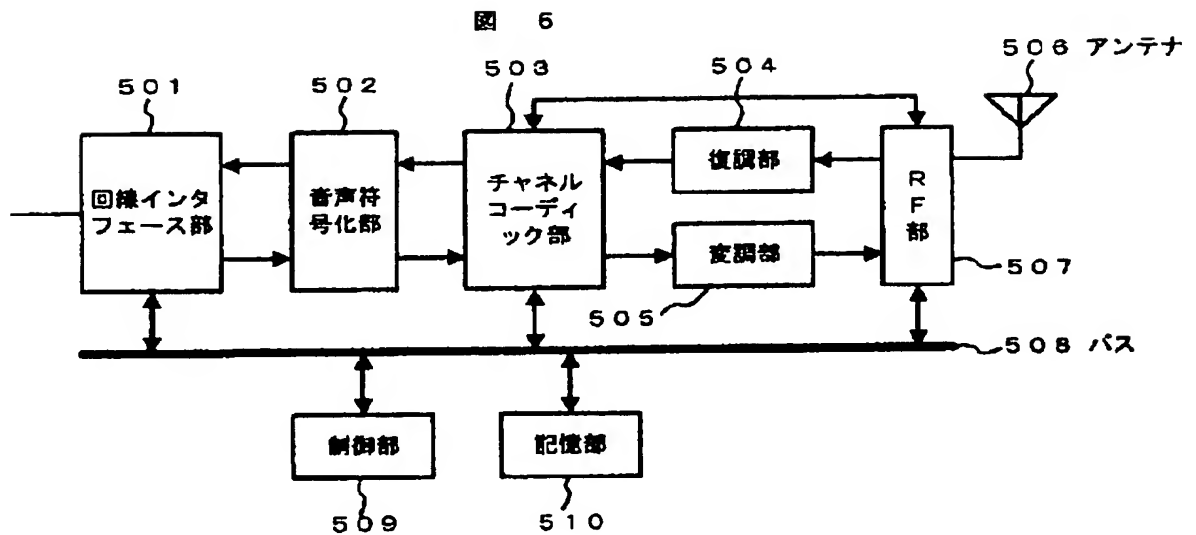 図 5
506 アンテナ
503
504
501
502
回線インタ
フェース部
音声符
号化部
チャネル
コーディ
ック部
復調部
変調部
RF部
507
505
508 バス
制御部
記憶部
509
510